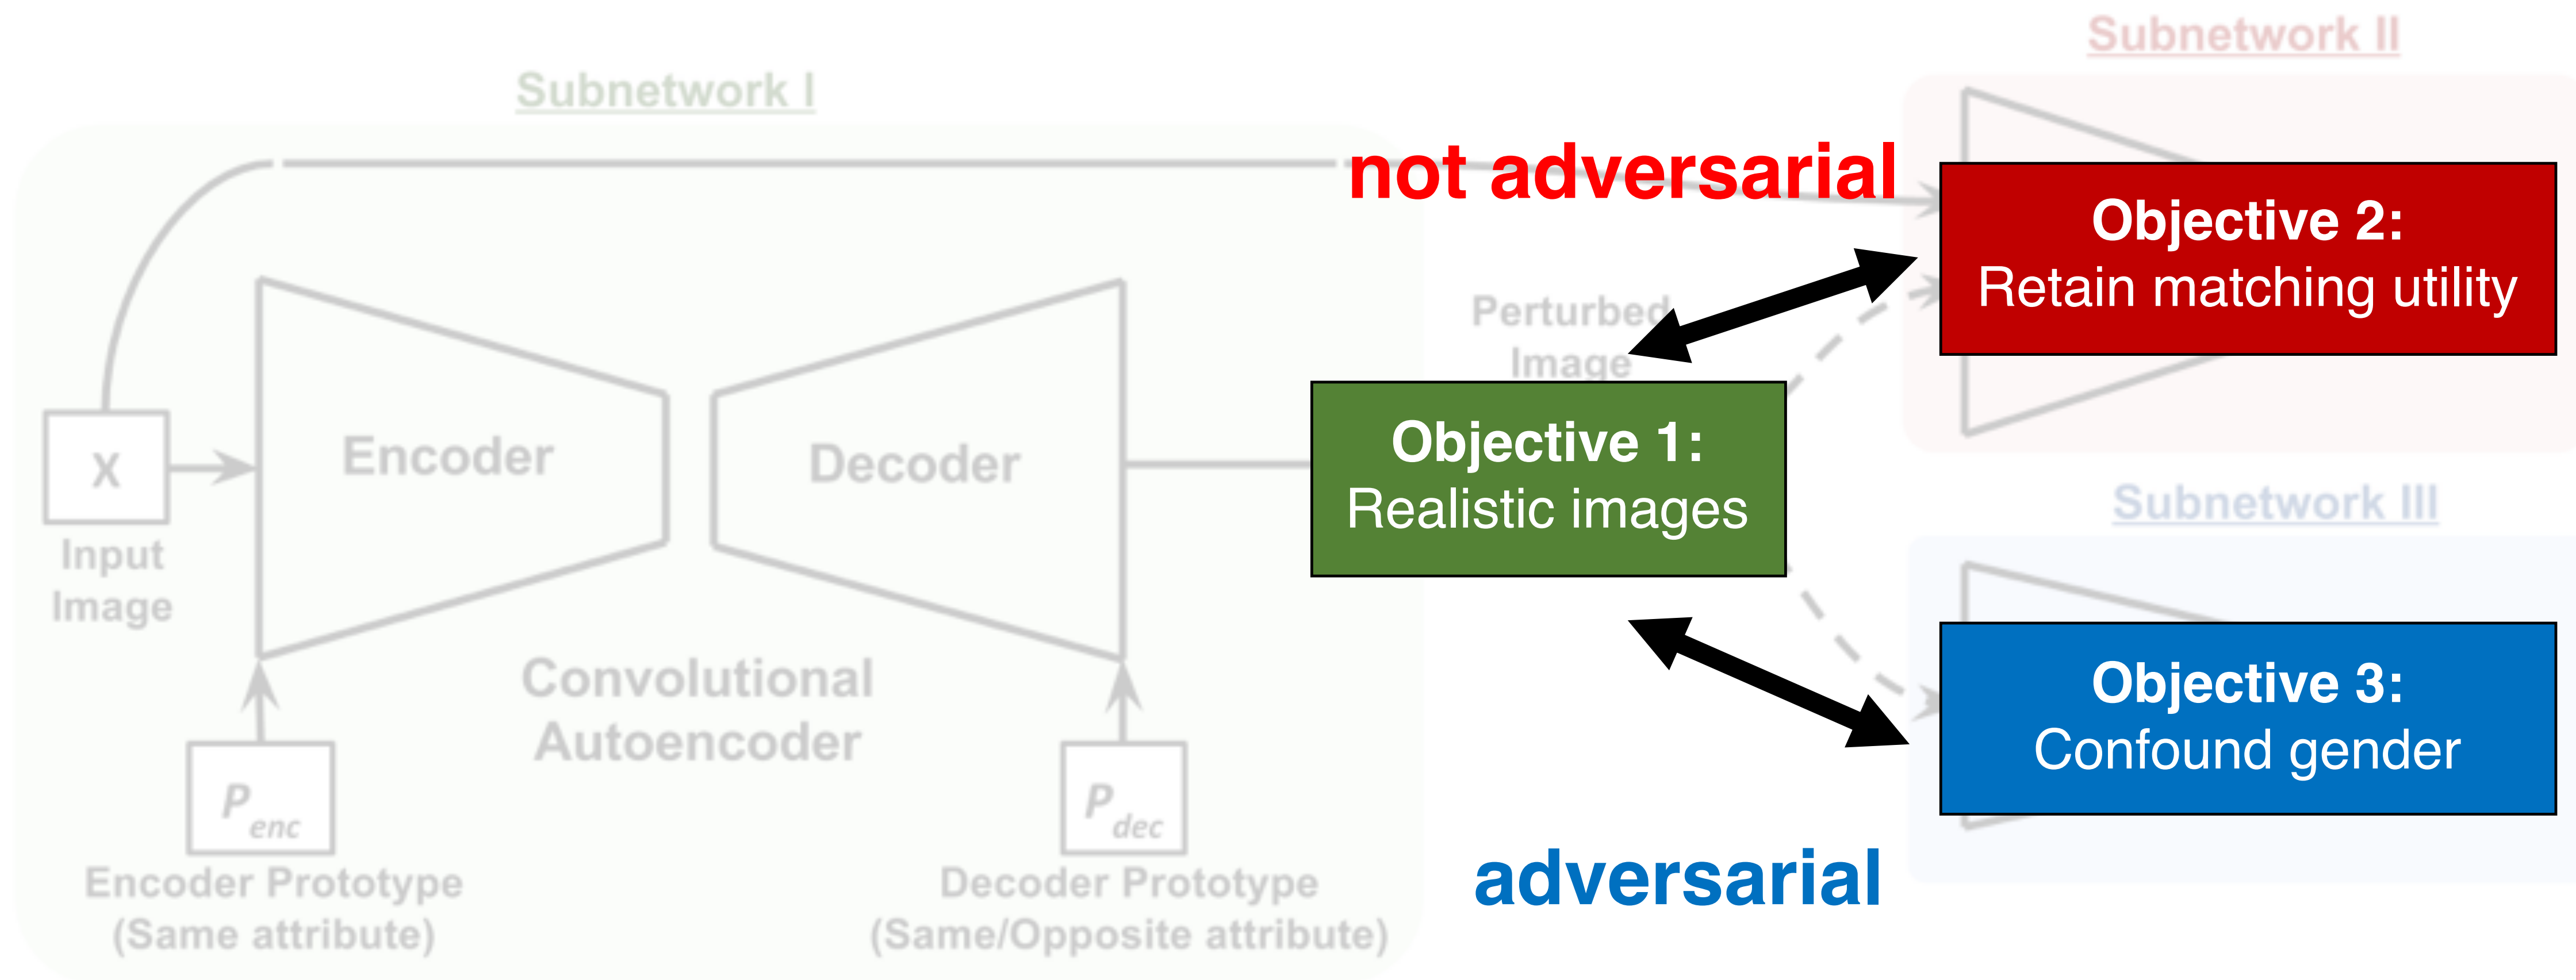 Subnetwork I
Subnetwork II
not adversarial
Objective 2:
Retain matching utility
Perturbed
Image
X
Encoder
Decoder
Objective 1:
Realistic images
Input
Image
Subnetwork III
Convolutional
Autoencoder
Objective 3:
Confound gender
P enc
P dec
Encoder Prototype
(Same attribute)
Decoder Prototype
(Same/Opposite attribute)
adversarial